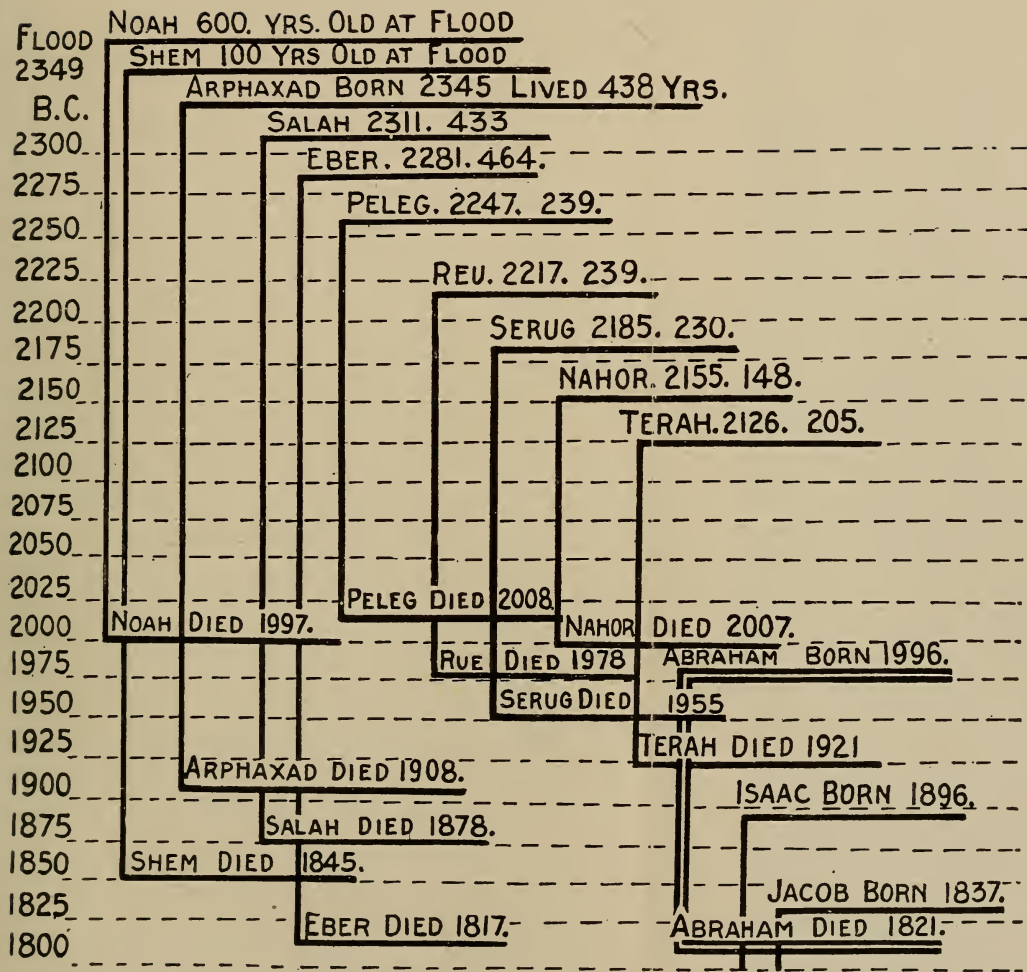 NOAH 600. YRS. OLD AT FLOOD
FLOOD
SHEM 100 YRS OLD AT FLOOD
2349
ARPHAXAD BORN 2345 LIVED 438 YRS.
B.C.
SALAH 2311. 433
2300
EBER. 2281. 464.
2275
PELEG. 2247. 239.
2250
REU. 2217. 239.
2225
2200
SERUG 2185. 230.
2175
NAHOR. 2155. 148.
2150
TERAH. 2126. 205.
2125
2100
2075
2050
2025
PELEG DIED 2008.
NOAH DIED 1997.
2000
NAHOR DIED 2007.
RUE DIED 1978
ABRAHAM BORN 1996.
1975
SERUG DIED 1955
1950
TERAH DIED 1921
1925
ARPHAXAD DIED 1908.
1900
ISAAC BORN 1896.
1875
SALAH DIED 1878.
1850
SHEM DIED 1845.
JACOB BORN 1837.
1825
EBER DIED 1817.
ABRAHAM DIED 1821.
1800